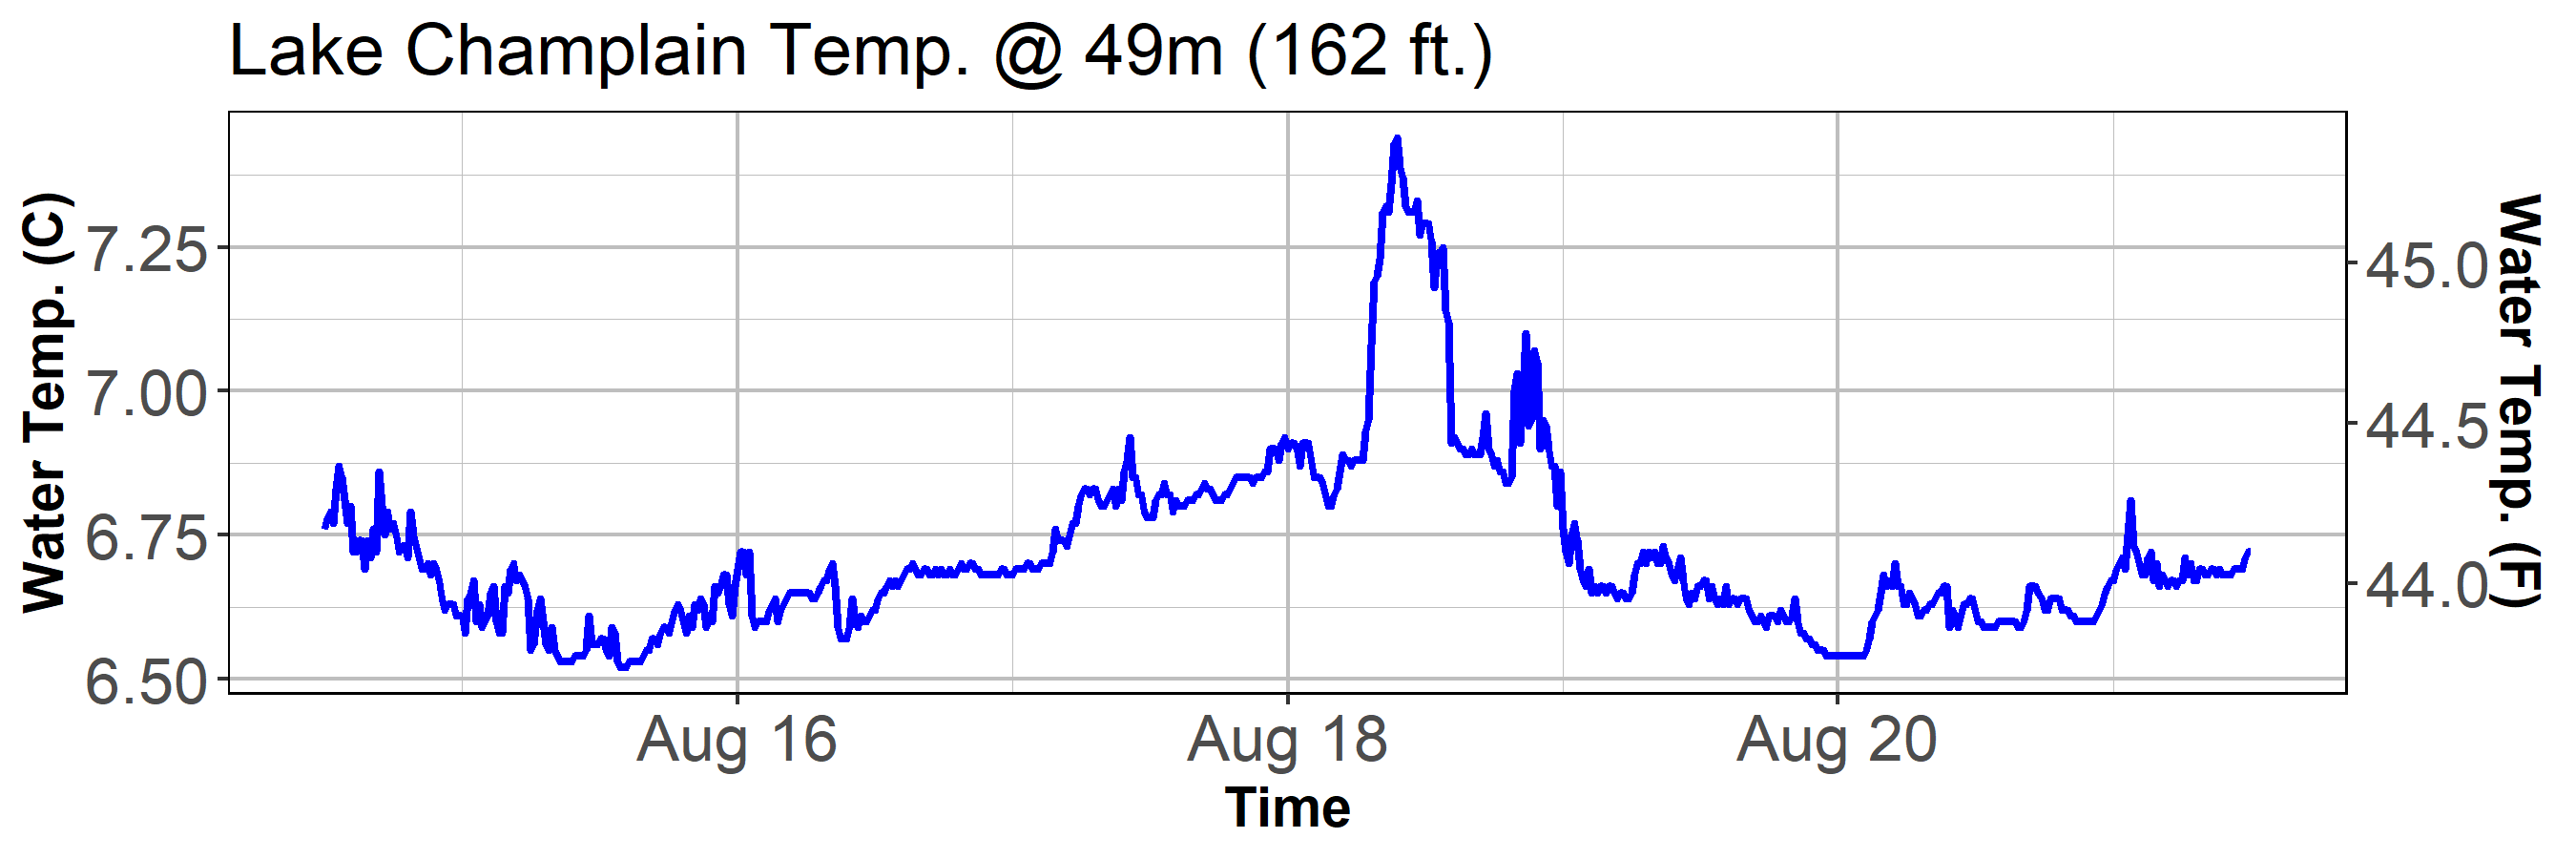 Lake Champlain Temp. @ 49m (162 ft.)
Water Temp. (C)
7.25
7.00
6.75
6.50
45.0
44.5
44.0
Water Temp. (F)
Aug 16
Aug 18
Aug 20
Time